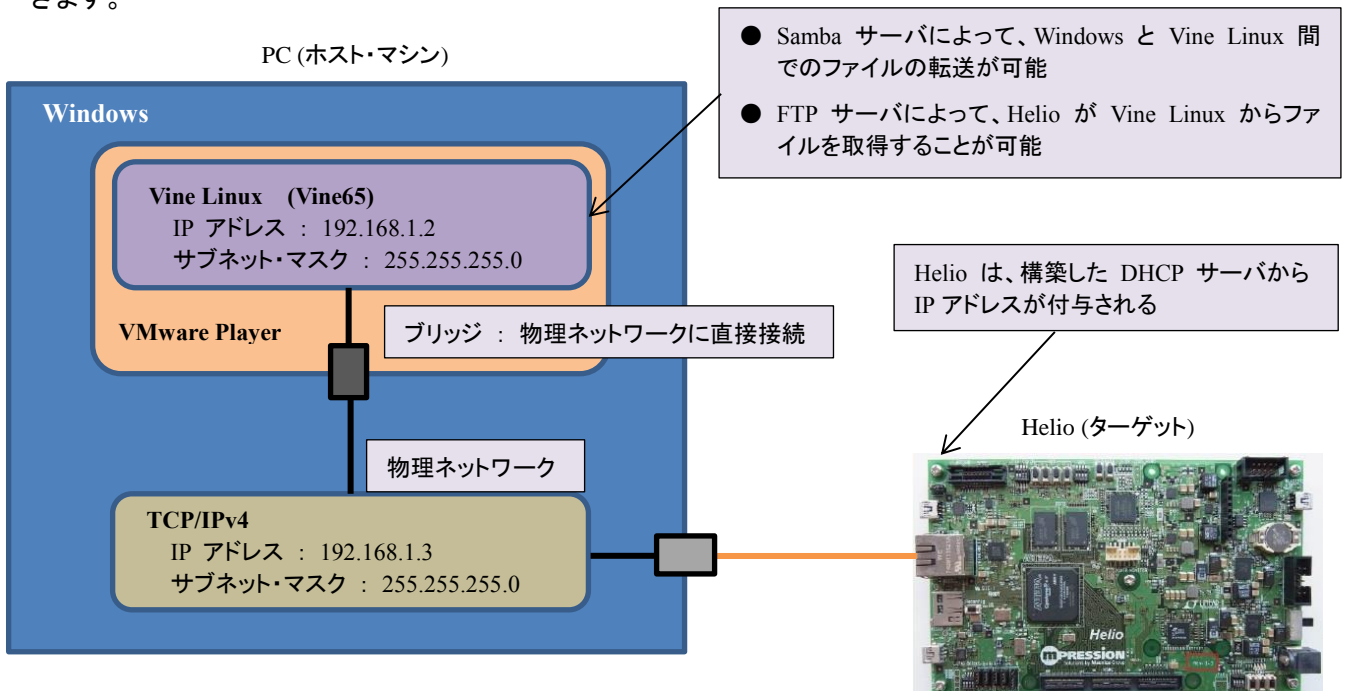 きます。
PC (ホスト・マシン)
● Samba サーバによって、Windows と Vine Linux 間
でのファイルの転送が可能
● FTP サーバによって、Helio が Vine Linux からファ
イルを取得することが可能
Windows
Vine Linux (Vine65)
IP アドレス : 192.168.1.2
サブネット・マスク : 255.255.255.0
VMware Player
ブリッジ : 物理ネットワークに直接接続
Helio は、構築した DHCP サーバから
IP アドレスが付与される
物理ネットワーク
Helio (ターゲット)
TCP/IPv4
IP アドレス : 192.168.1.3
サブネット・マスク : 255.255.255.0
Helio
MPRESSION